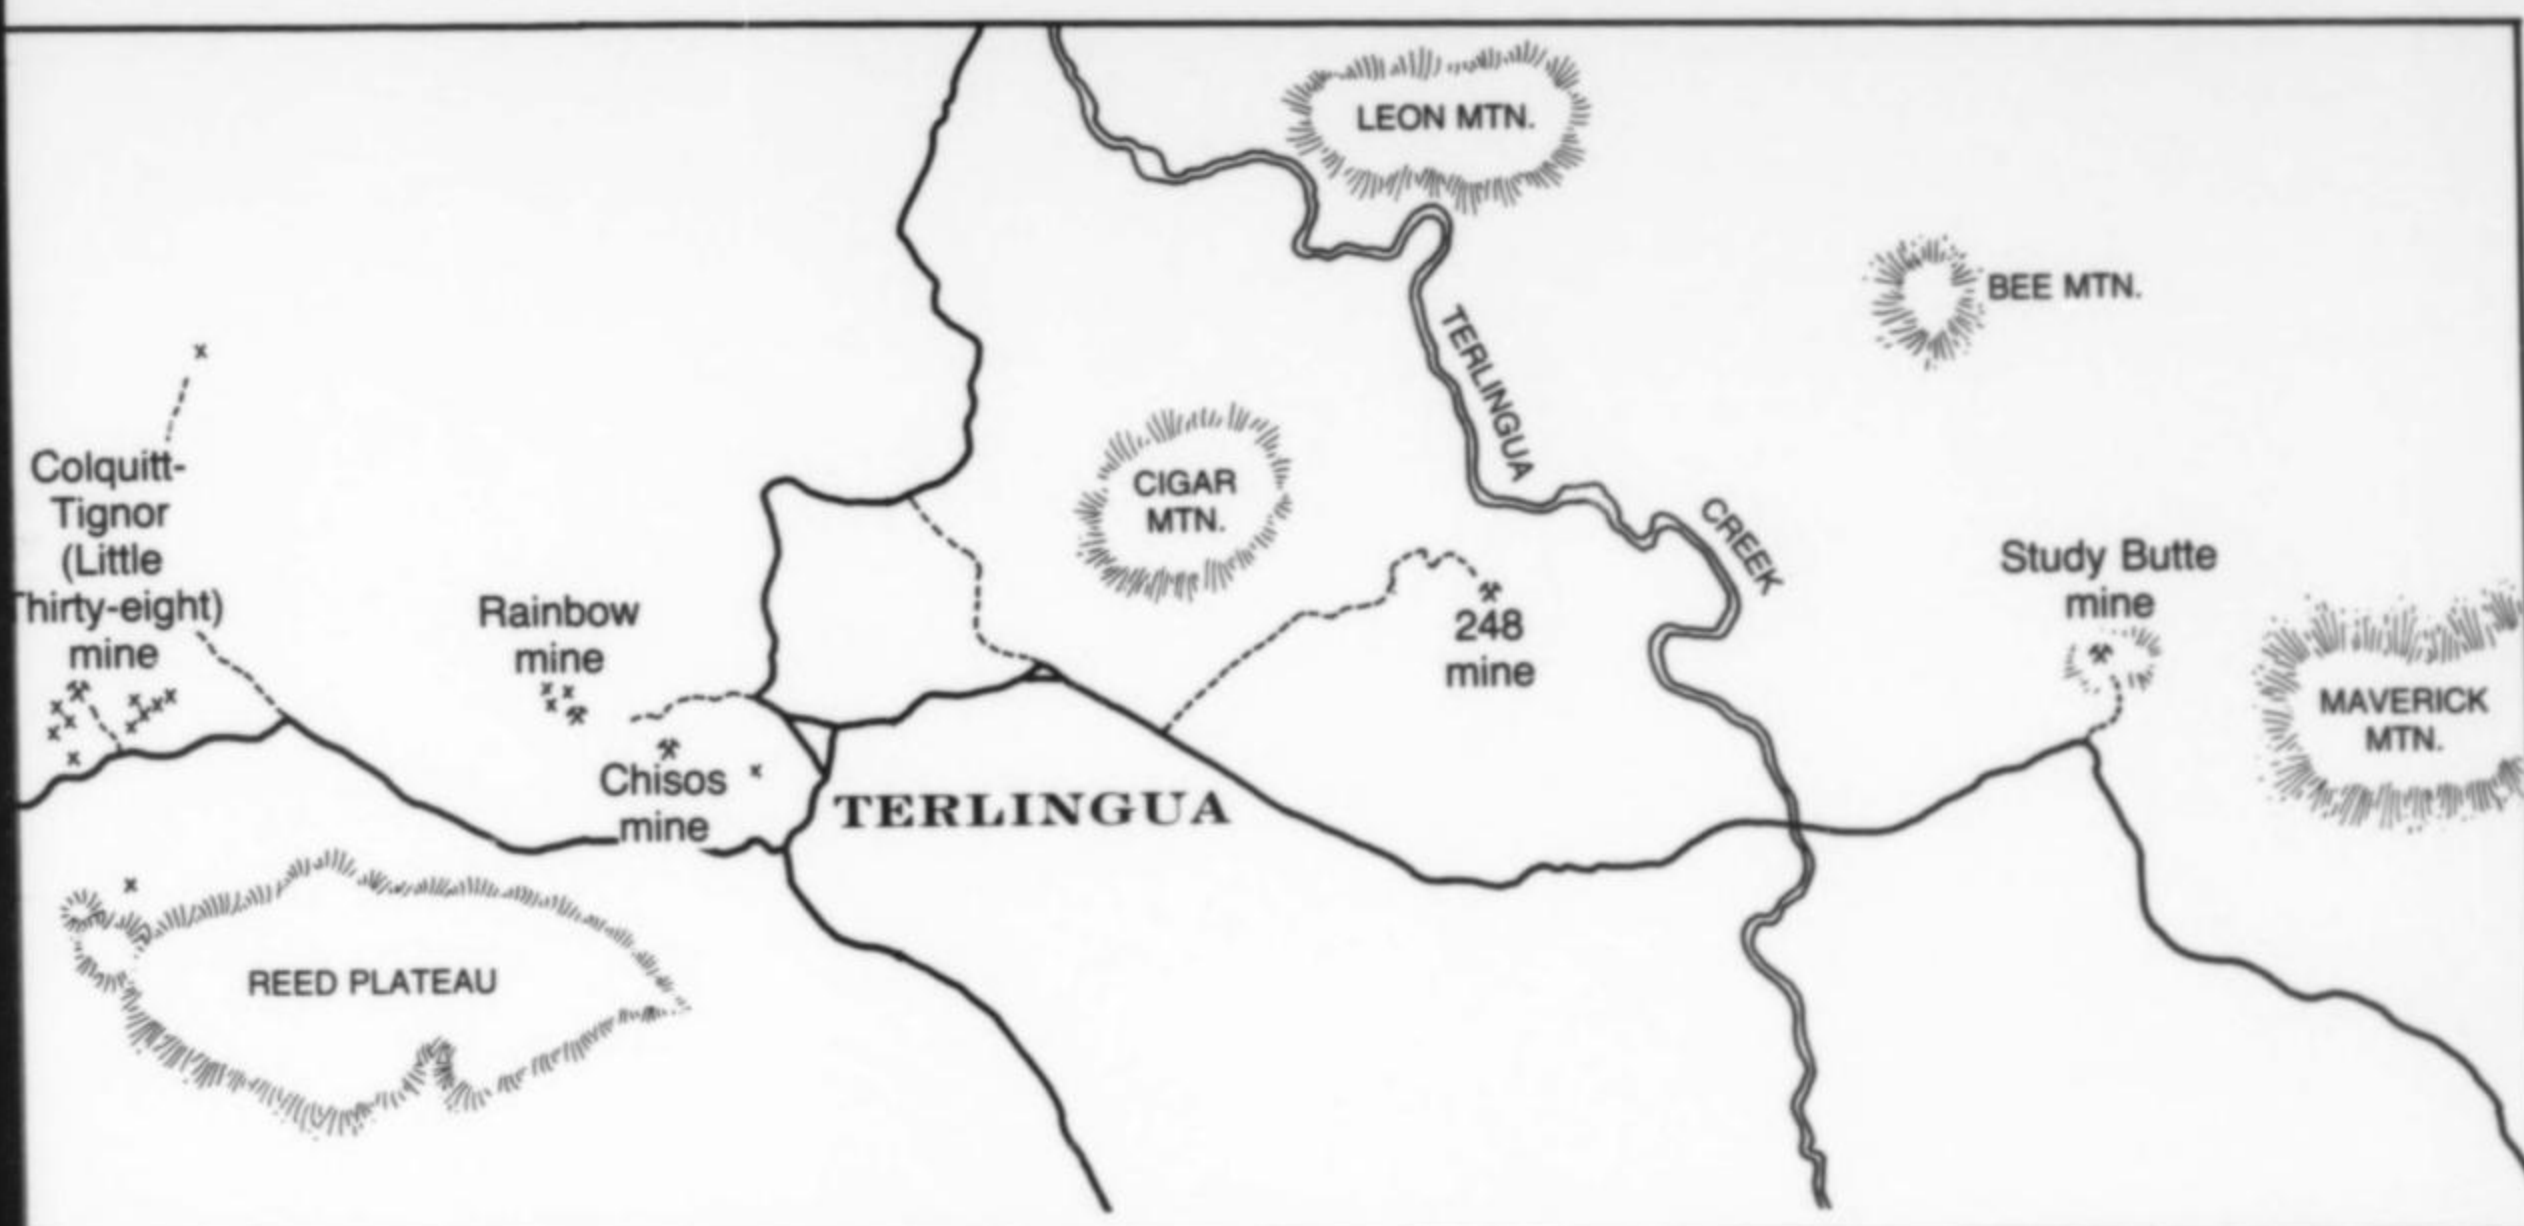 LEON MTN.
BEE MTN.
TERLINGUA
CREEK
CIGAR
MTN.
Colquitt-
Tignor
(Little
Thirty-eight)
mine
Rainbow
mine
248
mine
Study Butte
mine
MAVERICK
MTN.
Chisos
mine
TERLINGUA
REED PLATEAU